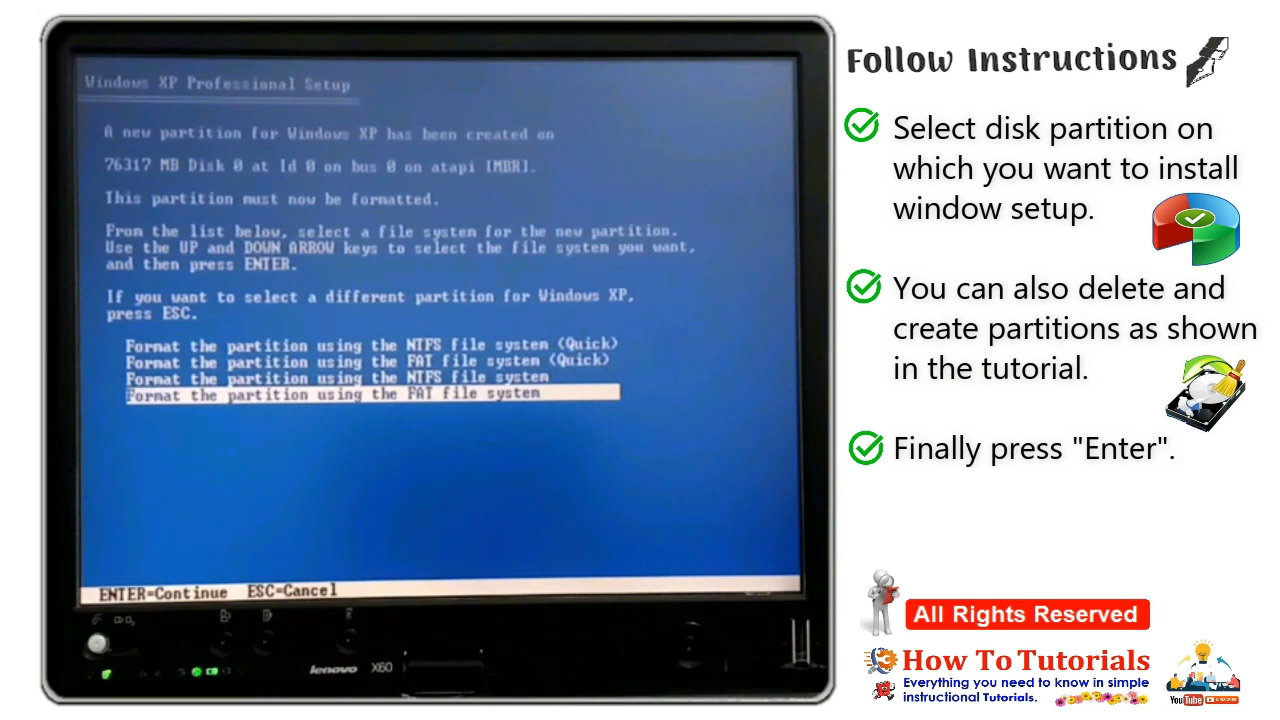 Windows XP Professional Setup
A new partition for Windows XP has been created on
76317 MB Disk 0 at Id 0 on bus 0 on atapi [MBR].
This partition must now be formatted.
From the list below, select a file system for the new partition.
Use the UP and DOWN ARROW keys to select the file system you want,
and then press ENTER.
If you want to select a different partition for Windows XP,
press ESC.
Format the partition using the NTFS file system (Quick)
Format the partition using the FAT file system (Quick)
Format the partition using the NTFS file system
Format the partition using the FAT file system
ENTER=Continue ESC=Cancel
lenovo X60
Follow Instructions
Select disk partition on
which you want to install
window setup.
You can also delete and
create partitions as shown
in the tutorial.
Finally press "Enter".
All Rights Reserved
How To Tutorials
Everything you need to know in simple
instructional Tutorials.
YouTube